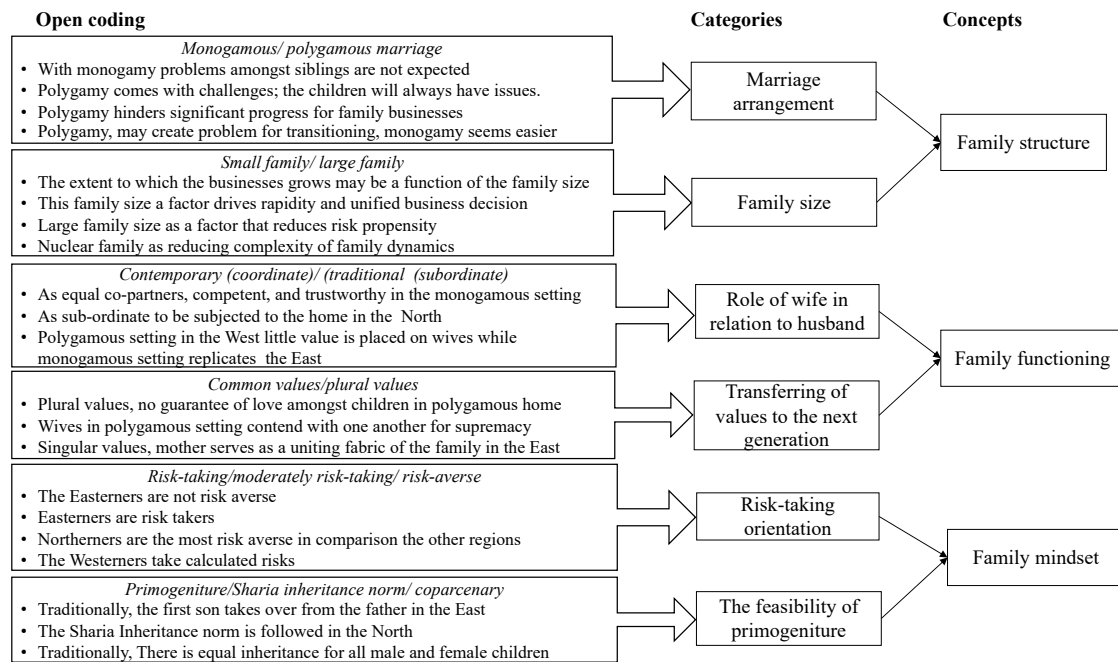 Open coding
Categories
Concepts
Monogamous/ polygamous marriage
• With monogamy problems amongst siblings are not expected
• Polygamy comes with challenges; the children will always have issues.
• Polygamy hinders significant progress for family businesses
• Polygamy, may create problem for transitioning, monogamy seems easier
Marriage
arrangement
Small family/ large family
• The extent to which the businesses grows may be a function of the family size
• This family size a factor drives rapidity and unified business decision
• Large family size as a factor that reduces risk propensity
• Nuclear family as reducing complexity of family dynamics
Family size
Family structure
Contemporary (coordinate)/ (traditional (subordinate)
• As equal co-partners, competent, and trustworthy in the monogamous setting
• As sub-ordinate to be subjected to the home in the North
• Polygamous setting in the West little value is placed on wives while
monogamous setting replicates the East
Role of wife in
relation to husband
Common values/plural values
• Plural values, no guarantee of love amongst children in polygamous home
• Wives in polygamous setting contend with one another for supremacy
• Singular values, mother serves as a uniting fabric of the family in the East
Transferring of
values to the next
generation
Family functioning
Risk-taking/moderately risk-taking/ risk-averse
• The Easterners are not risk averse
• Easterners are risk takers
• Northerners are the most risk averse in comparison the other regions
• The Westerners take calculated risks
Risk-taking
orientation
Primogeniture/Sharia inheritance norm/ coparcenary
• Traditionally, the first son takes over from the father in the East
• The Sharia Inheritance norm is followed in the North
• Traditionally, There is equal inheritance for all male and female children
The feasibility of
primogeniture
Family mindset